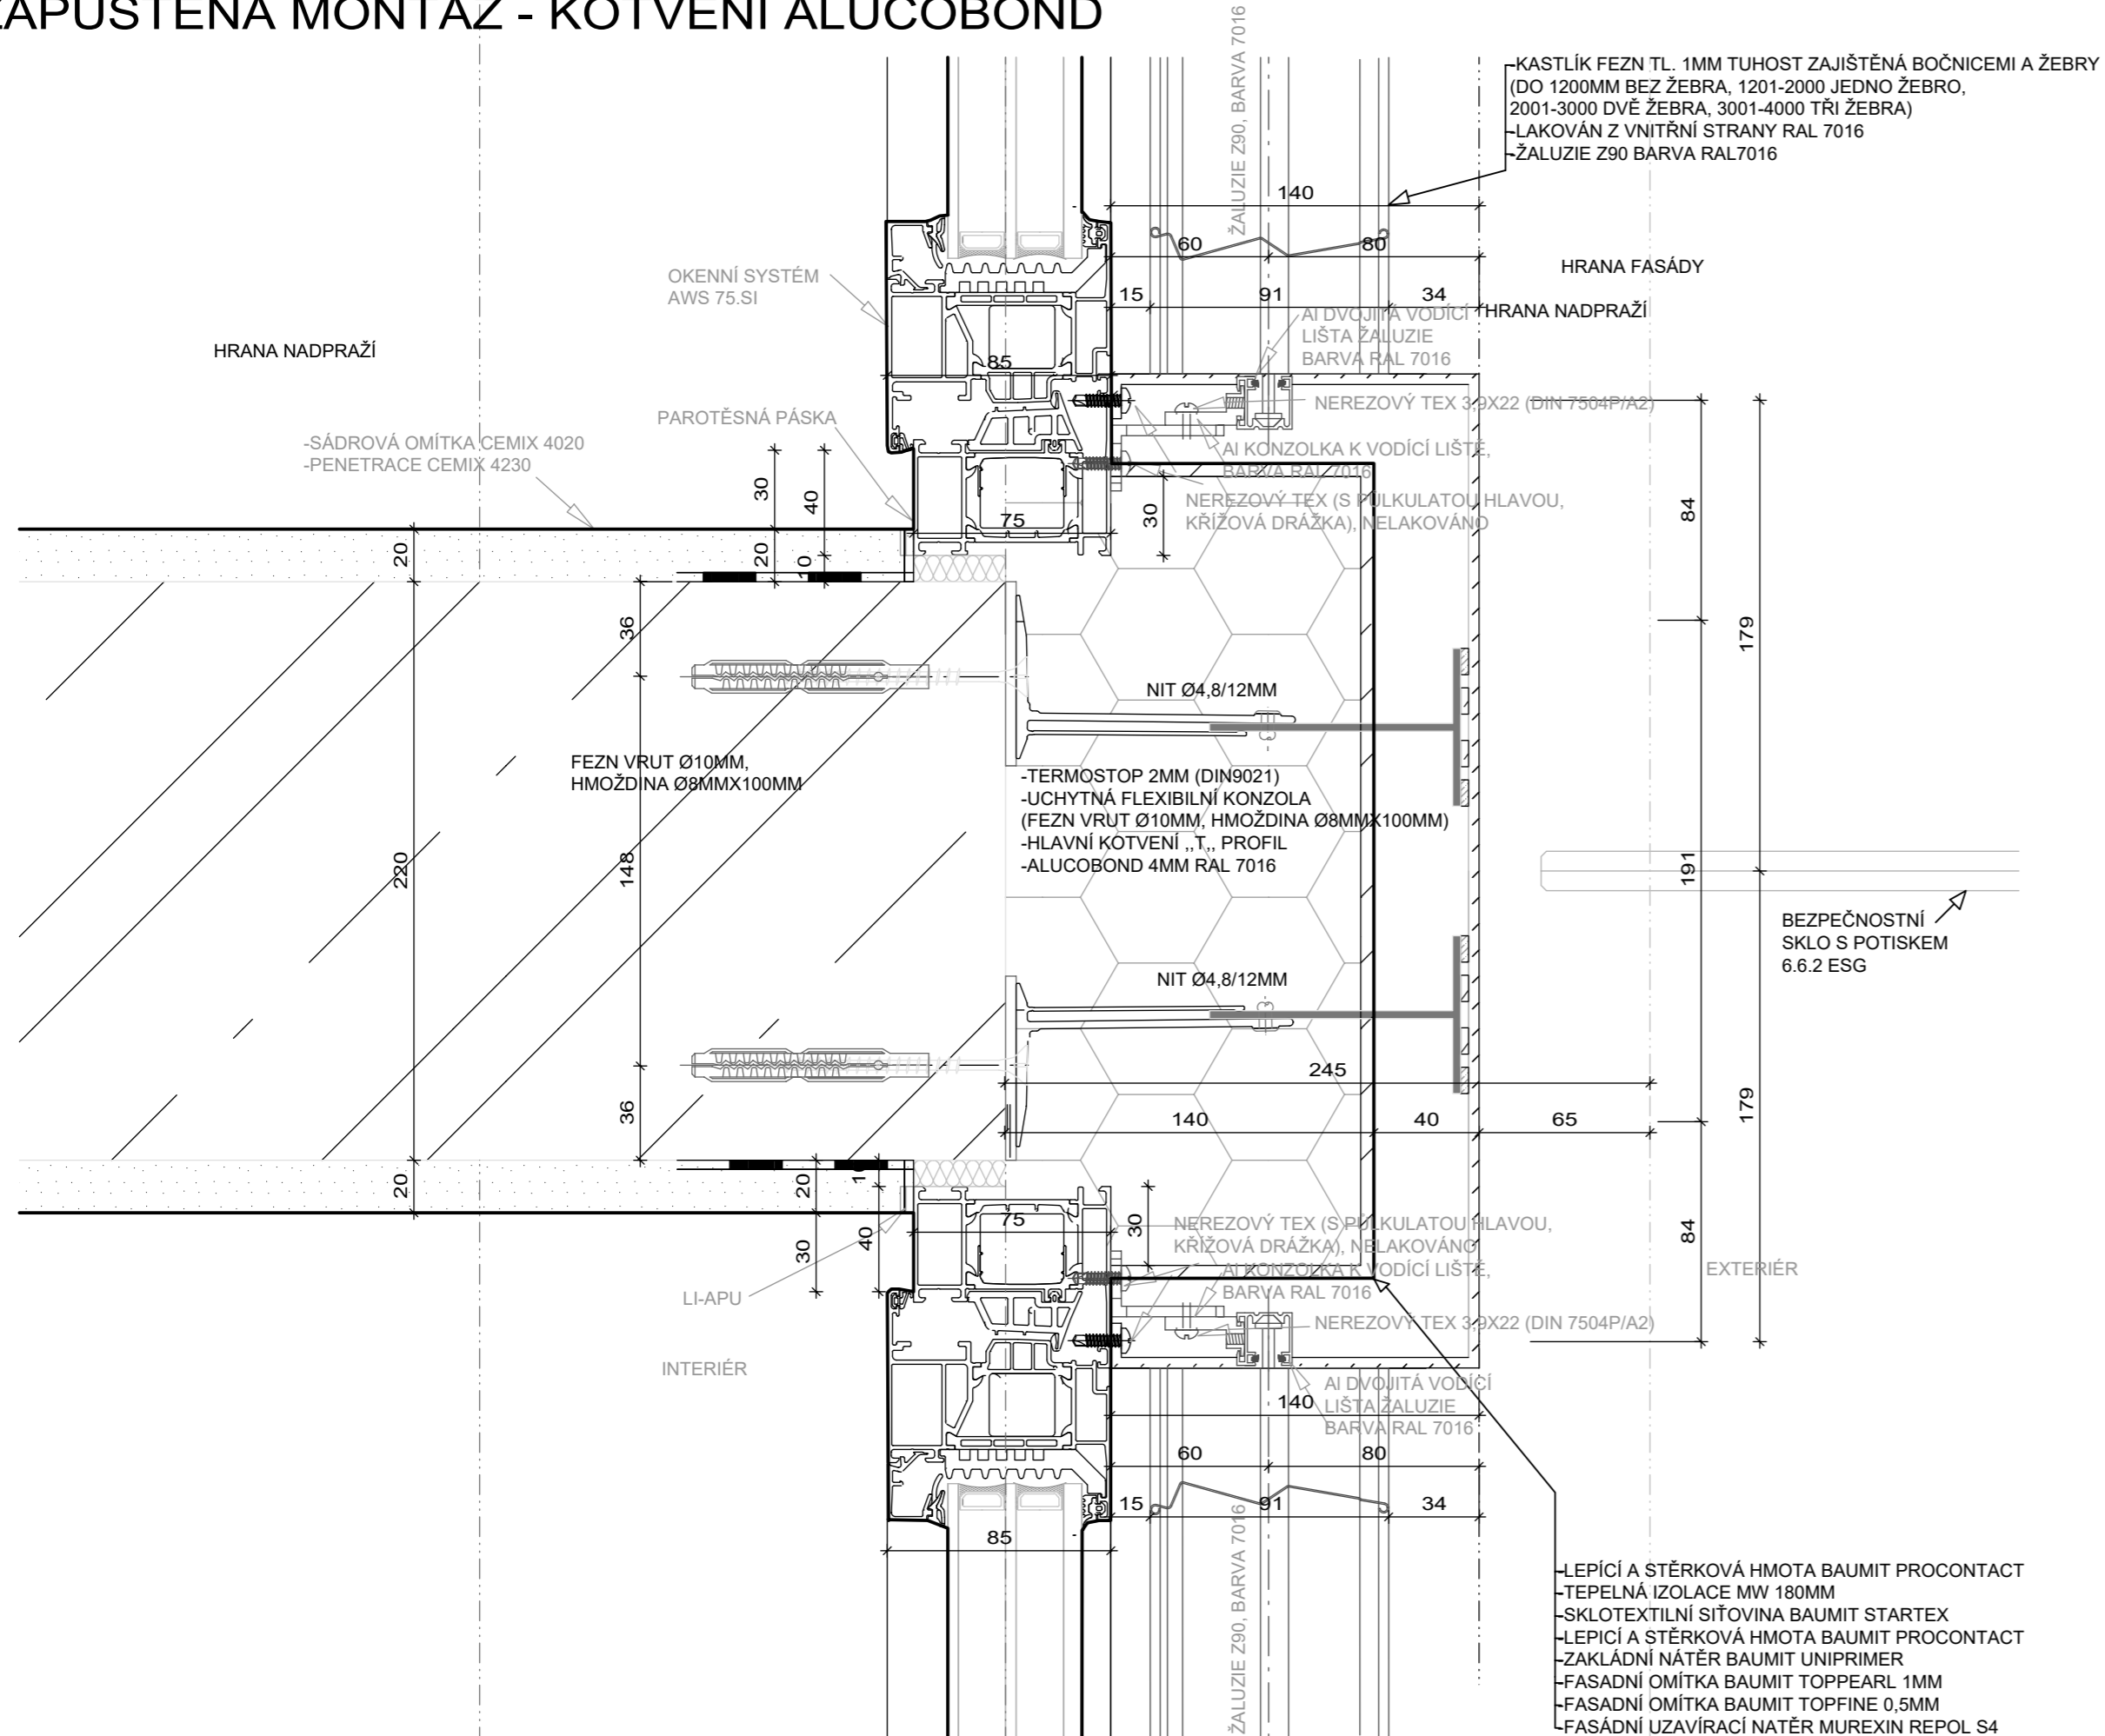 ZAPUŠTĚNÁ MONTÁŽ - KOTVENÍ ALUCOBOND
-KASTLÍK FEZN TL. 1MM TUHOST ZAJIŠTĚNÁ BOČNICEMI A ŽEBRY
(DO 1200MM BEZ ŽEBRA, 1201-2000 JEDNO ŽEBRO,
2001-3000 DVĚ ŽEBRA, 3001-4000 TŘI ŽEBRA)
-LAKOVÁN Z VNITŘNÍ STRANY RAL 7016
-ŽALUZIE Z90 BARVA RAL7016
ŽALUZIE Z90, BARVA 7016
140
60
80
HRANA FASÁDY
OKENNÍ SYSTÉM
AWS 75.SI
15
91
34
HRANA NADPRAŽÍ
Al DVOJITÁ VODÍCÍ
LIŠTA ŽALUZIE
BARVA RAL 7016
HRANA NADPRAŽÍ
85
PAROTĚSNÁ PÁSKA
NEREZOVÝ TEX 3,9X22 (DIN 7504P/A2)
-SÁDROVÁ OMÍTKA CEMIX 4020
-PENETRACE CEMIX 4230
Al KONZOLKA K VODÍCÍ LIŠTĚ,
BARVA RAL 7016
30
40
84
NEREZOVÝ TEX (S PŮLKULATOU HLAVOU,
KŘÍŽOVÁ DRÁŽKA), NELAKOVÁNO
75
30
20
20
36
179
NIT Ø4,8/12MM
FEZN VRUT Ø10MM,
HMOŽDINA Ø8MMX100MM
-TERMOSTOP 2MM (DIN9021)
-UCHYTNÁ FLEXIBILNÍ KONZOLA
(FEZN VRUT Ø10MM, HMOŽDINA Ø8MMX100MM)
-HLAVNÍ KOTVENÍ ,,T,, PROFIL
-ALUCOBOND 4MM RAL 7016
220
148
191
BEZPEČNOSTNÍ
SKLO S POTISKEM
6.6.2 ESG
NIT Ø4,8/12MM
245
36
140
40
65
179
20
20
30
40
75
30
84
NEREZOVÝ TEX (S PŮLKULATOU HLAVOU,
KŘÍŽOVÁ DRÁŽKA), NELAKOVÁNO
Al KONZOLKA K VODÍCÍ LIŠTĚ,
BARVA RAL 7016
EXTERIÉR
LI-APU
NEREZOVÝ TEX 3,9X22 (DIN 7504P/A2)
INTERIÉR
Al DVOJITÁ VODÍCÍ
LIŠTA ŽALUZIE
BARVA RAL 7016
140
60
80
15
91
34
85
ŽALUZIE Z90, BARVA 7016
-LEPÍCÍ A STĚRKOVÁ HMOTA BAUMIT PROCONTACT
-TEPELNÁ IZOLACE MW 180MM
-SKLOTEXTILNÍ SIŤOVINA BAUMIT STARTEX
-LEPICÍ A STĚRKOVÁ HMOTA BAUMIT PROCONTACT
-ZAKLÁDNÍ NÁTĚR BAUMIT UNIPRIMER
-FASADNÍ OMÍTKA BAUMIT TOPPEARL 1MM
-FASADNÍ OMÍTKA BAUMIT TOPFINE 0,5MM
-FASÁDNÍ UZAVÍRACÍ NATĚR MUREXIN REPOL S4